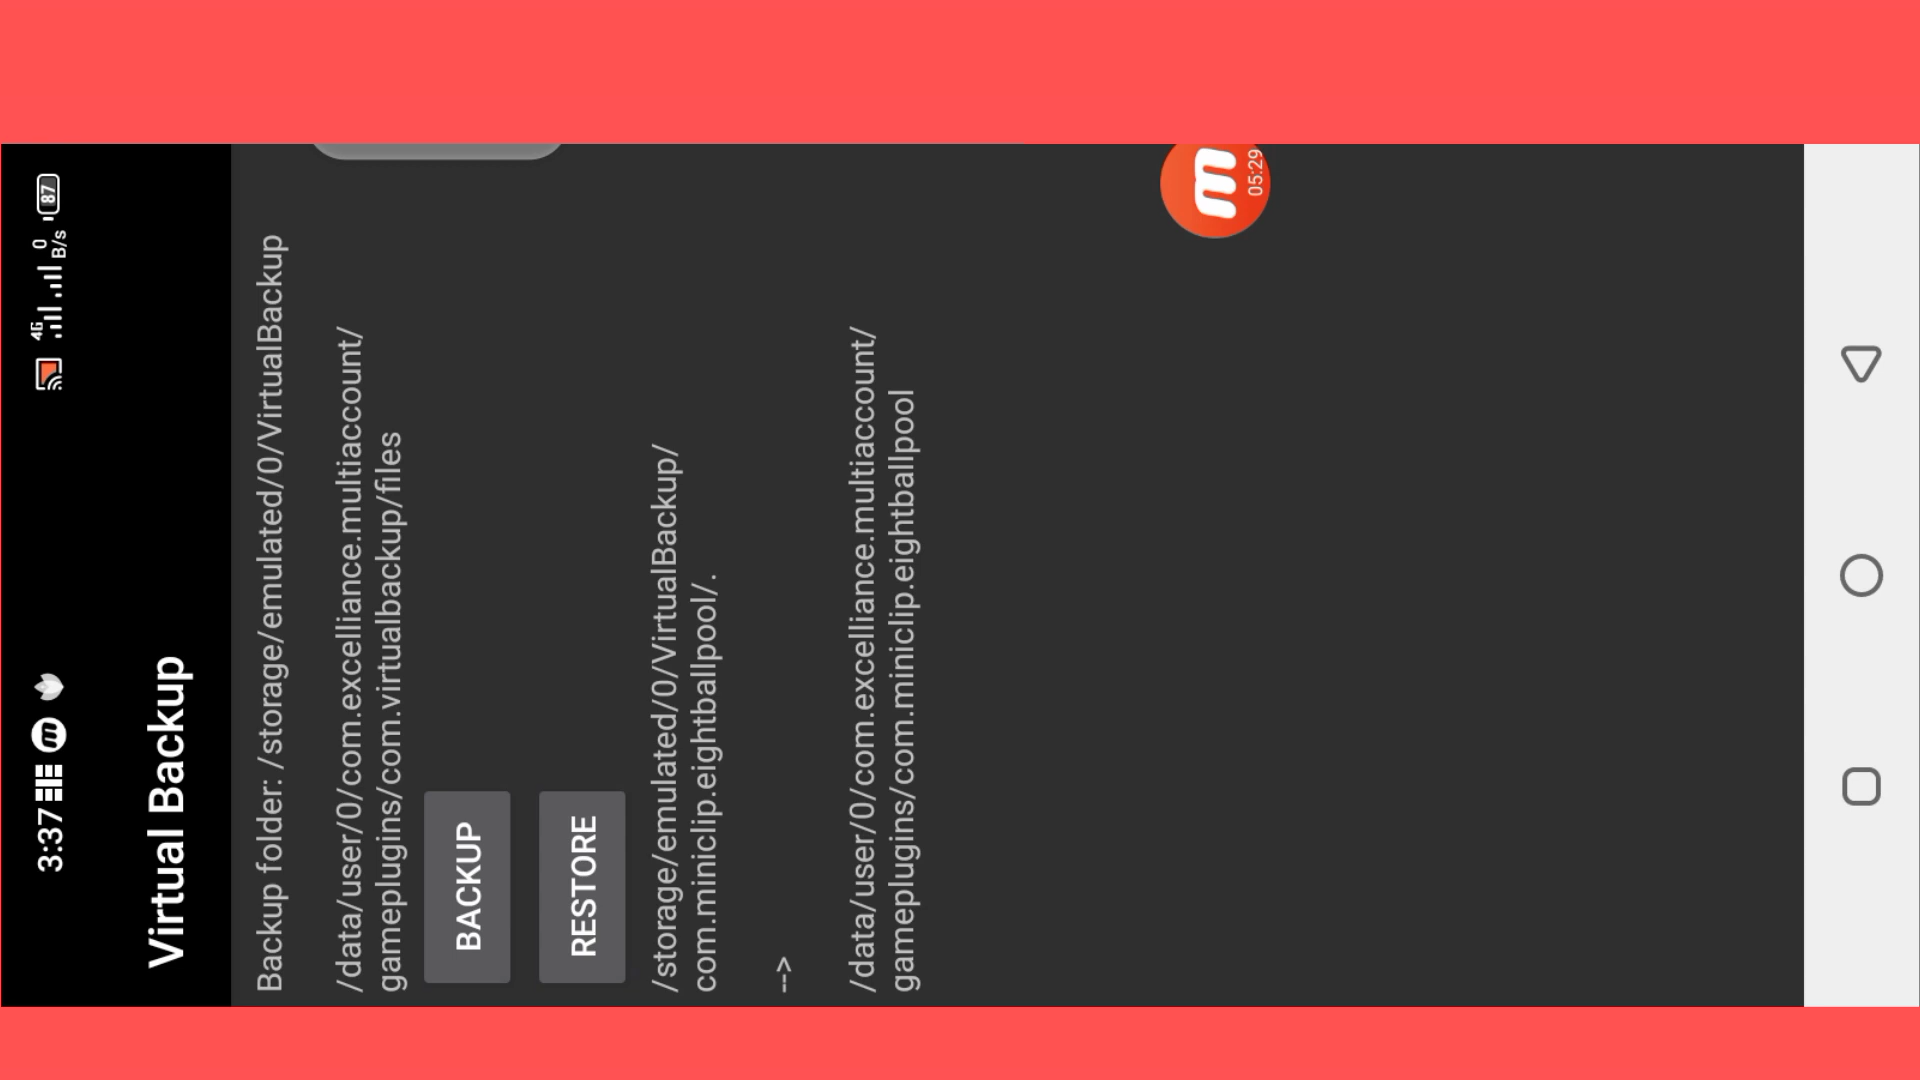 3:37
4G
0
B/s
87
Virtual Backup
Backup folder: /storage/emulated/0/VirtualBackup
/data/user/0/com.excelliance.multiaccount/
gameplugins/com.virtualbackup/files
BACKUP
RESTORE
/storage/emulated/0/VirtualBackup/
com.miniclip.eightballpool/.
-->
/data/user/0/com.excelliance.multiaccount/
gameplugins/com.miniclip.eightballpool
m
05:29